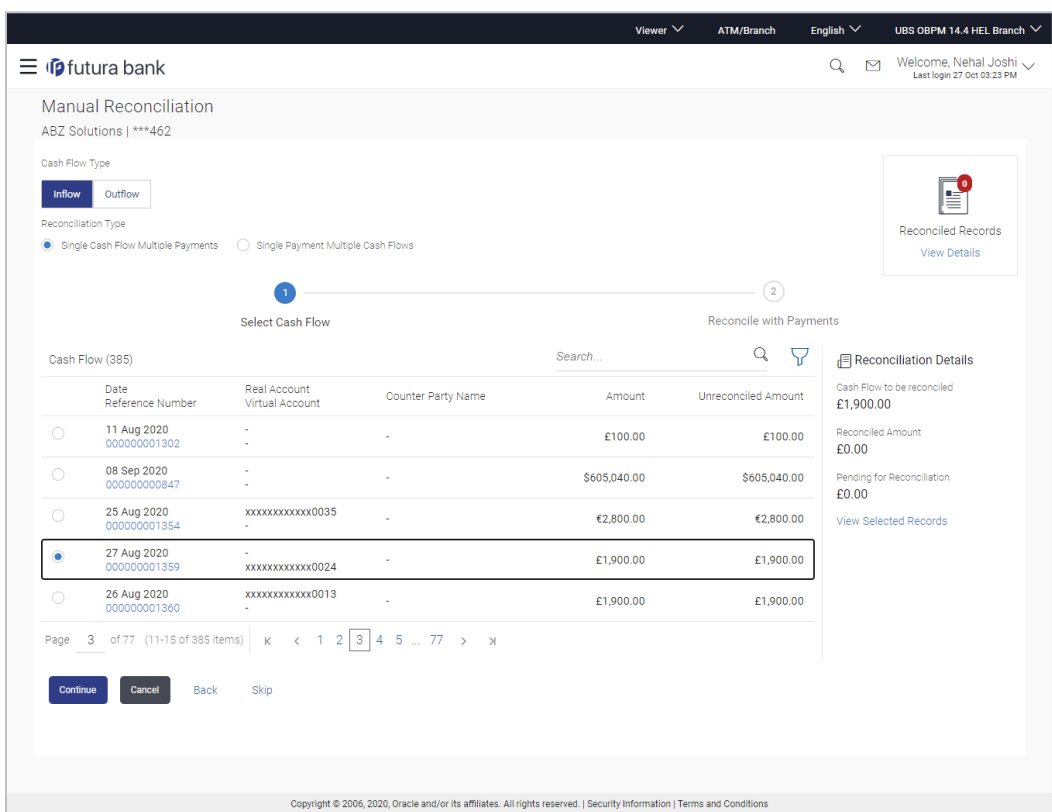 Viewer ATM/Branch English UBS OBPM 14.4 HEL Branch
futura bank
Welcome, Nehal Joshi
Last login 27 Oct 03:23 PM
Manual Reconciliation
ABZ Solutions | ***462
Cash Flow Type
Inflow Outflow
Reconciliation Type
Single Cash Flow Multiple Payments Single Payment Multiple Cash Flows
0
Reconciled Records
View Details
1 2
Select Cash Flow Reconcile with Payments
Cash Flow (385) Search...
Date Reference Number Real Account Virtual Account Counter Party Name Amount Unreconciled Amount
11 Aug 2020 -
000000001302 - - £100.00 £100.00
08 Sep 2020 -
000000000847 - - $605,040.00 $605,040.00
25 Aug 2020 xxxxxxxxxxxx0035
000000001354 - - €2,800.00 €2,800.00
27 Aug 2020 -
000000001359 xxxxxxxxxxxx0024 - £1,900.00 £1,900.00
26 Aug 2020 xxxxxxxxxxxx0013
000000001360 - - £1,900.00 £1,900.00
Page 3 of 77 (11-15 of 385 items) K < 1 2 3 4 5 ... 77 > >|
Reconciliation Details
Cash Flow to be reconciled
£1,900.00
Reconciled Amount
£0.00
Pending for Reconciliation
£0.00
View Selected Records
Continue Cancel Back Skip
Copyright © 2006, 2020, Oracle and/or its affiliates. All rights reserved. | Security Information | Terms and Conditions